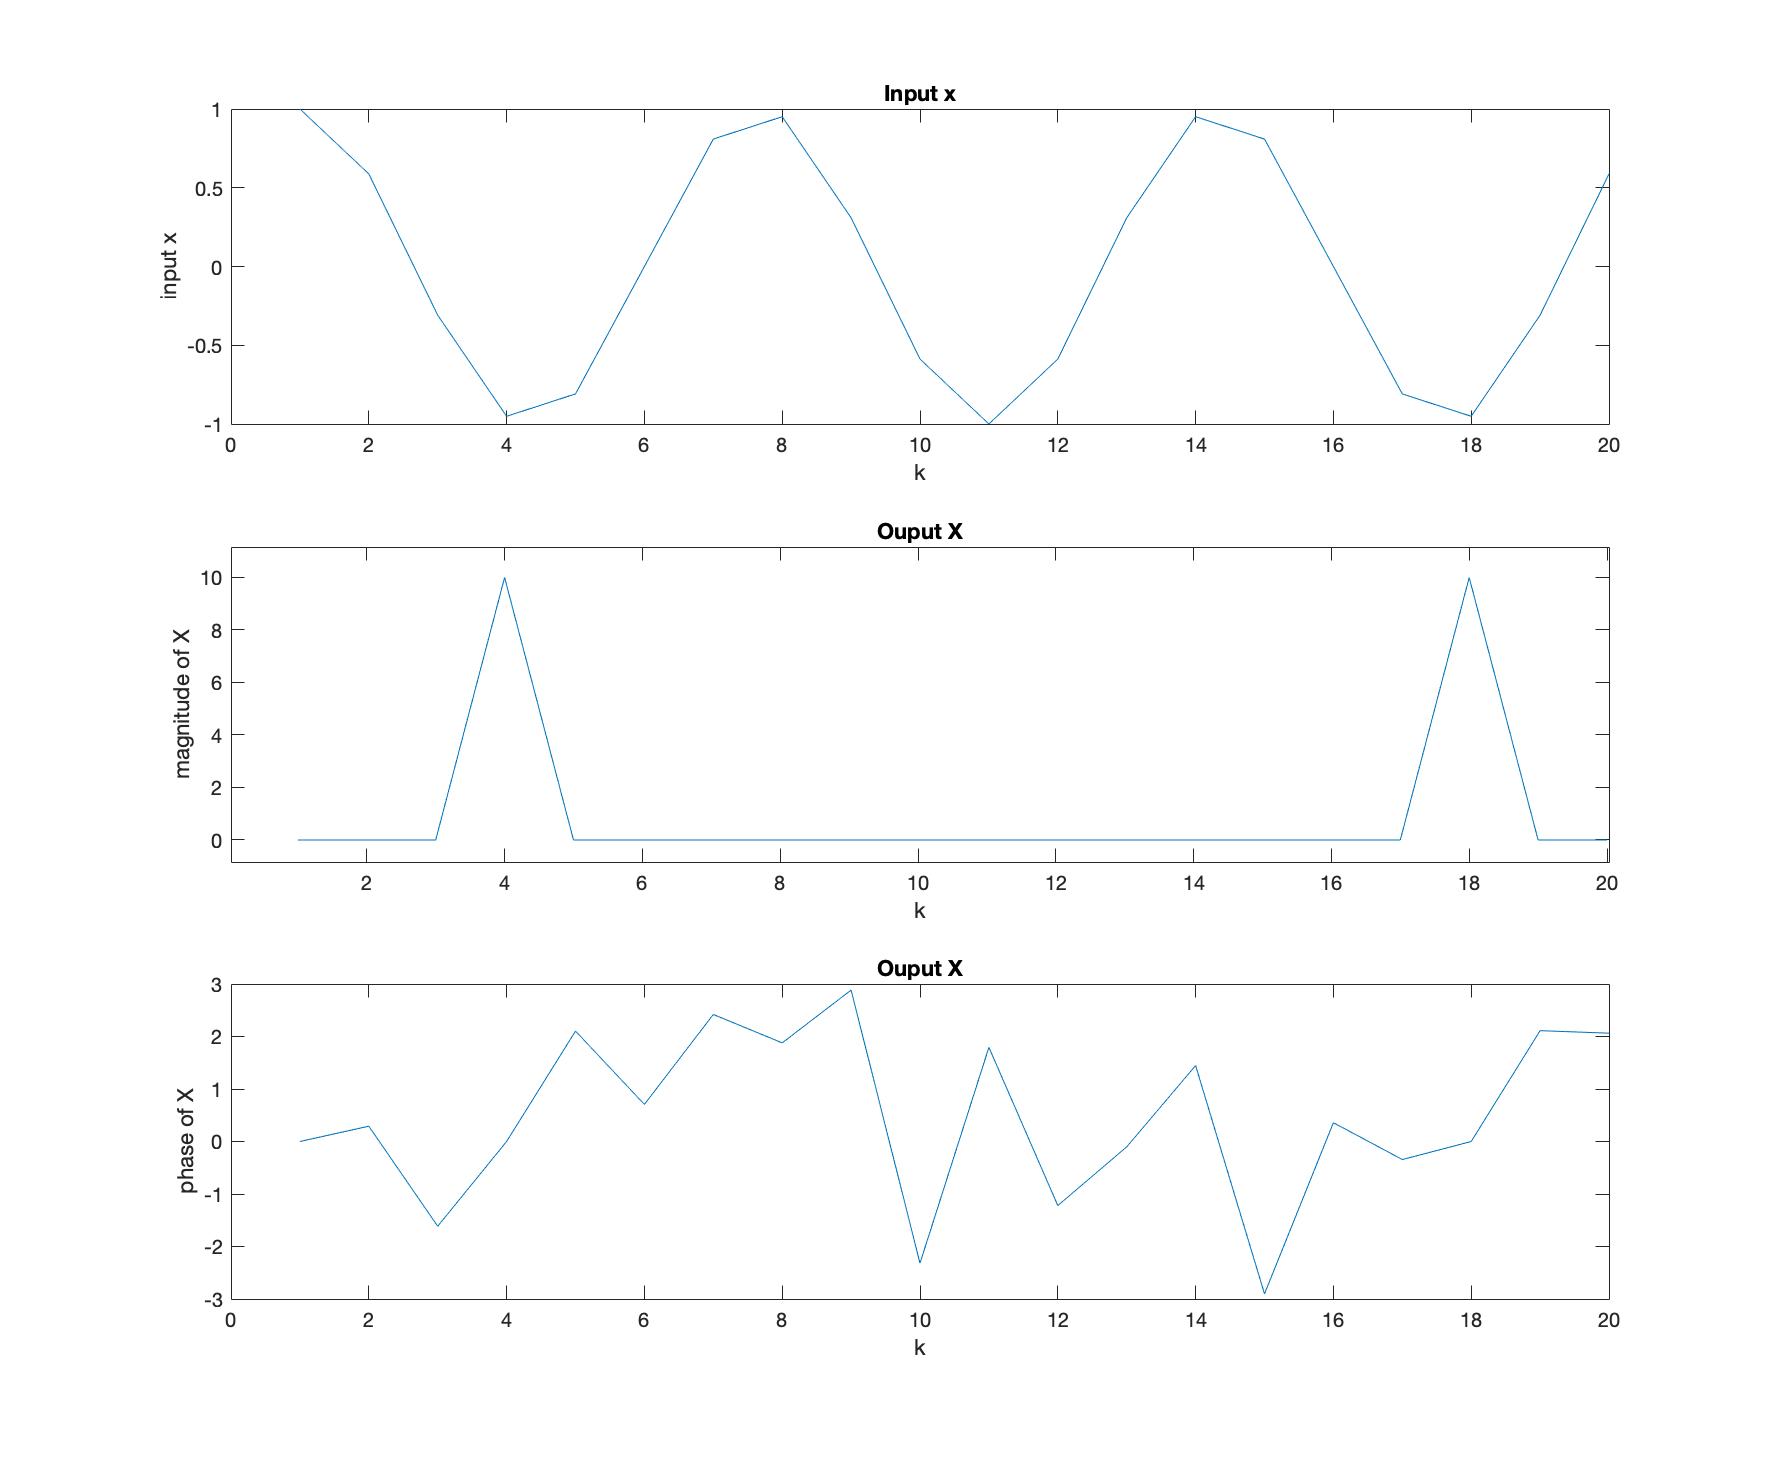 Input x
1
0.5
0
-0.5
-1
input x
0 2 4 6 8 10 12 14 16 18 20
k
Ouput X
10
8
6
4
2
0
magnitude of X
2 4 6 8 10 12 14 16 18 20
k
Ouput X
3
2
1
0
-1
-2
-3
phase of X
0 2 4 6 8 10 12 14 16 18 20
k